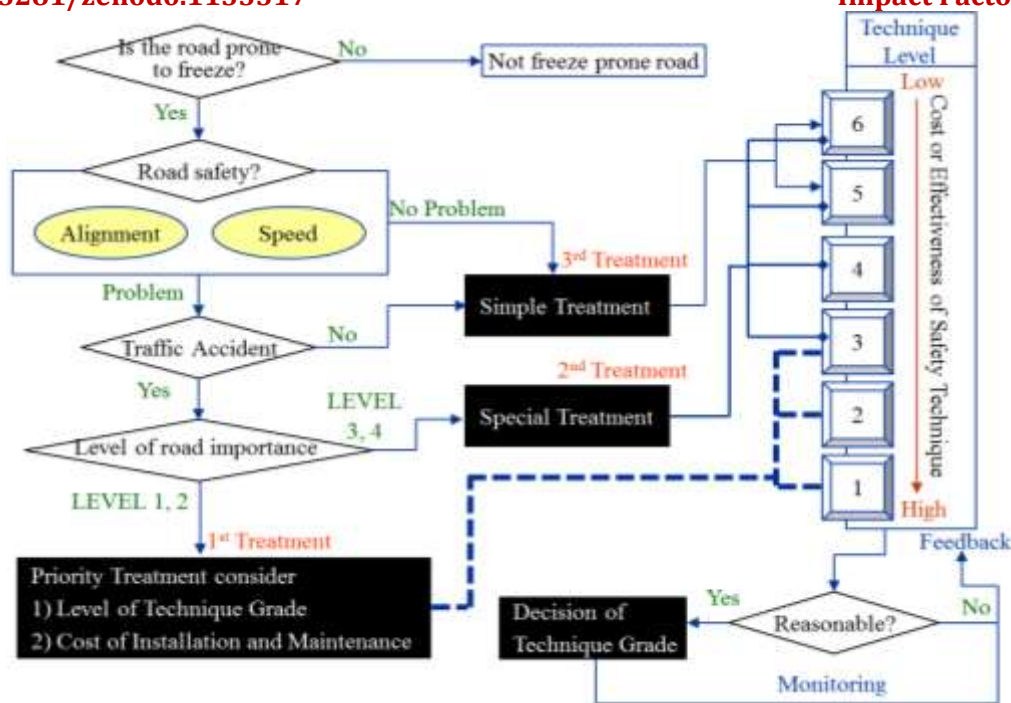 Is the road prone
to freeze?
No
Not freeze prone road
Yes
Road safety?
Alignment
Speed
No Problem
Problem
3rd Treatment
Simple Treatment
Traffic Accident
No
Yes
2nd Treatment
Special Treatment
LEVEL
3, 4
Level of road importance
LEVEL 1, 2
1st Treatment
Priority Treatment consider
1) Level of Technique Grade
2) Cost of Installation and Maintenance
Technique
Level
Low
6
5
4
3
2
1
Cost or Effectiveness of Safety Technique
High
Feedback
Reasonable?
Yes
No
Decision of
Technique Grade
Monitoring